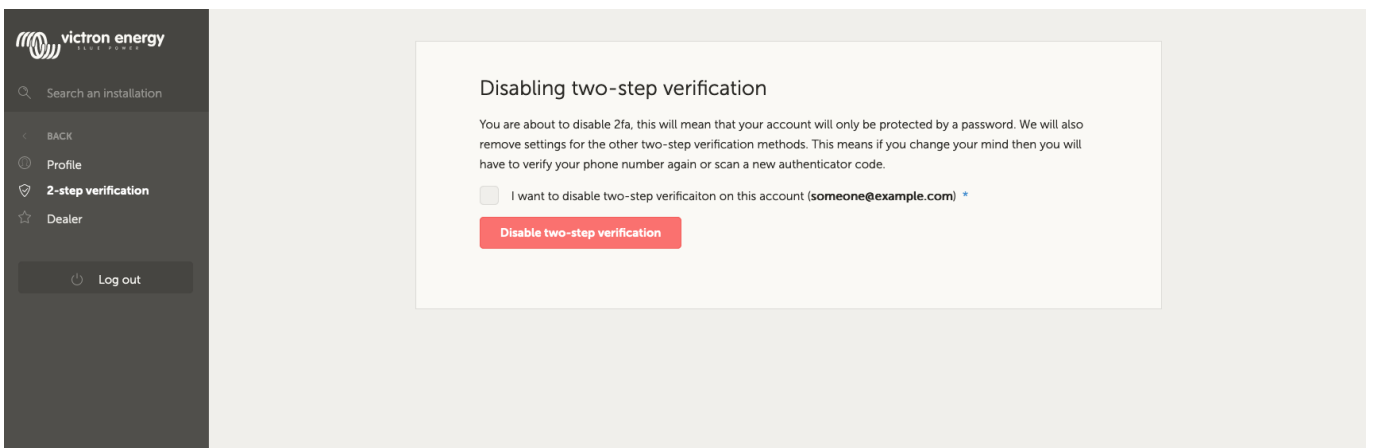 victron energy
BLUE POWER
Search an installation
BACK
Profile
2-step verification
Dealer
Log out
Disabling two-step verification
You are about to disable 2fa, this will mean that your account will only be protected by a password. We will also
remove settings for the other two-step verification methods. This means if you change your mind then you will
have to verify your phone number again or scan a new authenticator code.
I want to disable two-step verificaiton on this account (someone@example.com) *
Disable two-step verification